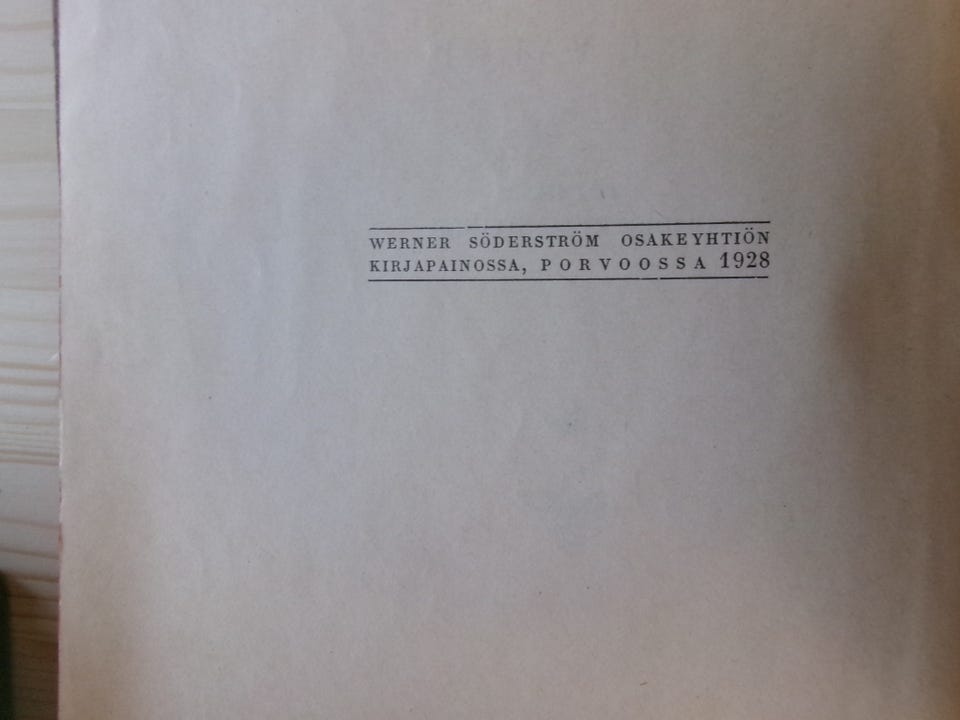 WERNER SÖDERSTRÖM OSAKEYHTIÖN
KIRJAPAINOSSA, PORVOOSSA 1928